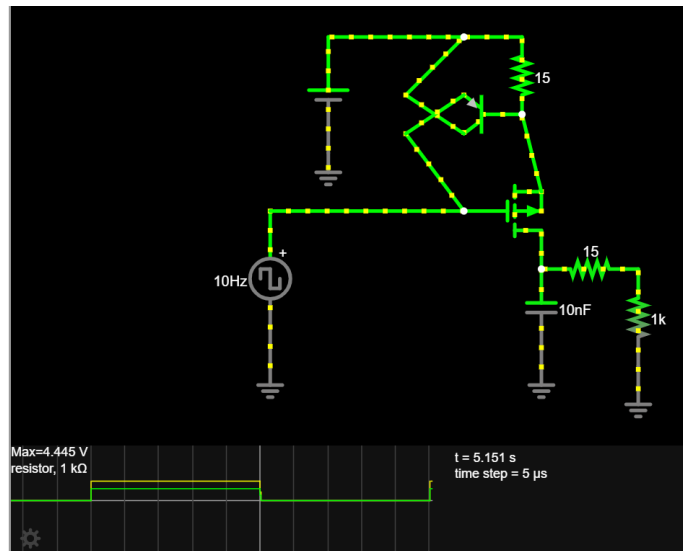 15
+
10Hz
15
10nF
1k
Max=4.445 V
resistor, 1 kΩ
t = 5.151 s
time step = 5 μs